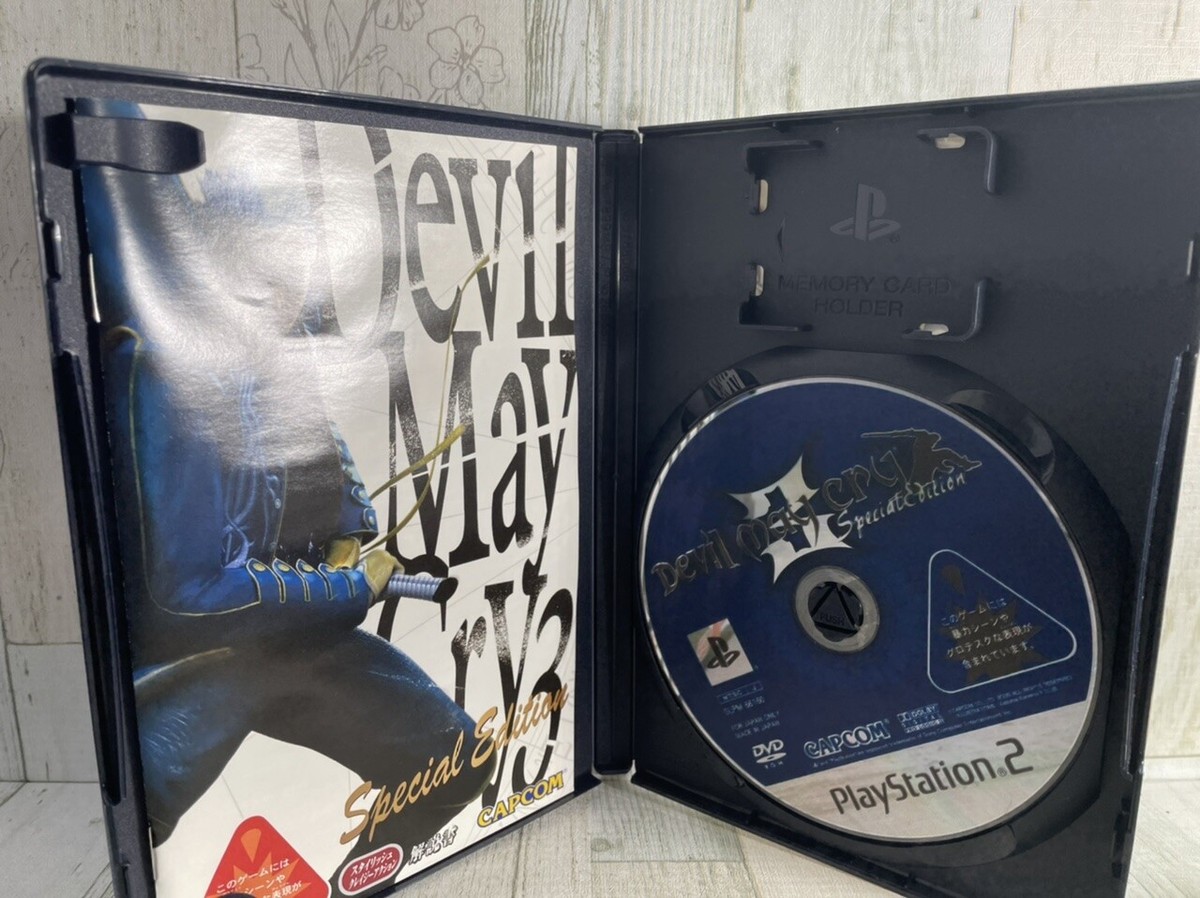 Devil
May
Cry3
Special Edition
CAPCOM
解説書
スタイリッシュ
クレイジーアクション
このゲームには
MEMORY CARD
HOLDER
Devil may cry
3
Special Edition
このゲームには
暴力シーンや
グロテスクな表現が
含まれています。
NTSC
SLPM 66160
FOR JAPAN ONLY
MADE IN JAPAN
DVD
CAPCOM
DOLBY
PlayStation®2